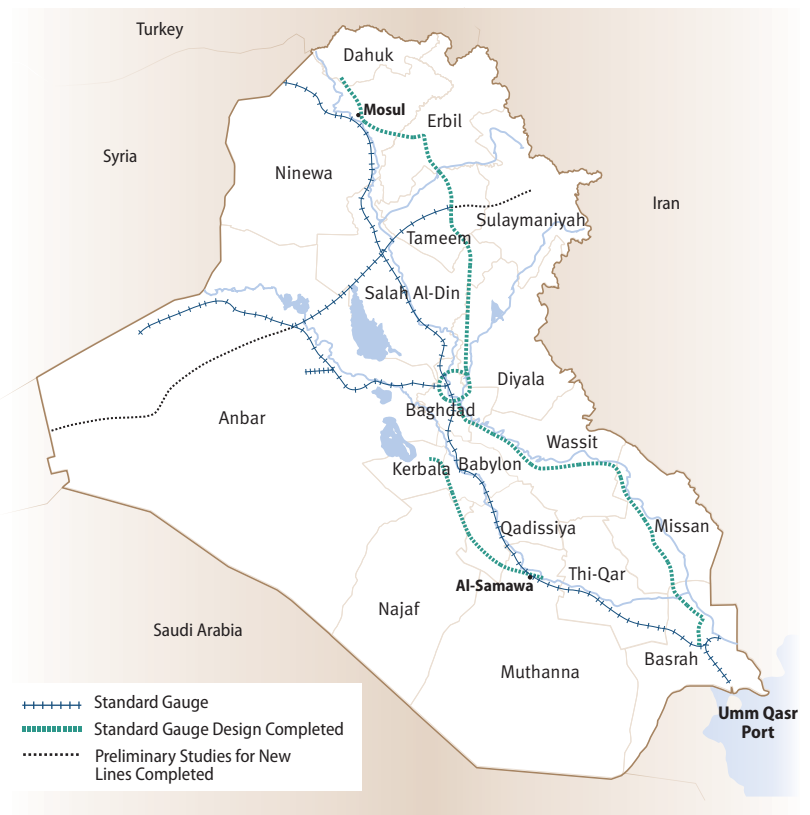 Turkey
Dahuk
Mosul
Erbil
Syria
Ninewa
Iran
Sulaymaniyah
Tameem
Salah Al-Din
Diyala
Baghdad
Anbar
Wassit
Kerbala
Babylon
Qadissiya
Missan
Al-Samawa
Thi-Qar
Najaf
Saudi Arabia
Basrah
Muthanna
Umm Qasr
Port
Standard Gauge
Standard Gauge Design Completed
Preliminary Studies for New
Lines Completed